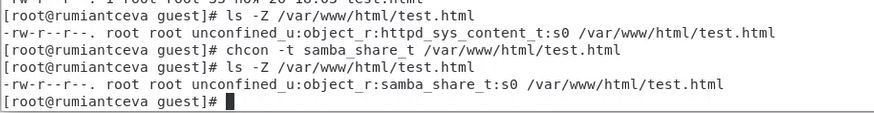 [root@rumiantceva guest]# ls -Z /var/www/html/test.html
-rw-r--r--. root root unconfined_u:object_r:httpd_sys_content_t:s0 /var/www/html/test.html
[root@rumiantceva guest]# chcon -t samba_share_t /var/www/html/test.html
[root@rumiantceva guest]# ls -Z /var/www/html/test.html
-rw-r--r--. root root unconfined_u:object_r:samba_share_t:s0 /var/www/html/test.html
[root@rumiantceva guest]#